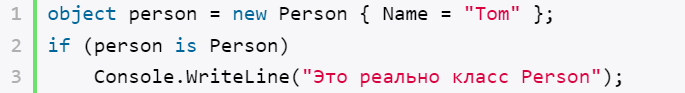 1 object person = new Person { Name = "Tom" };
2 if (person is Person)
3     Console.WriteLine("Это реально класс Person");